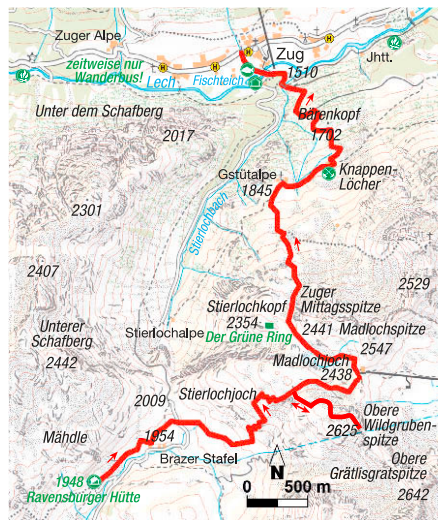 Zuger Alpe
H
H
H
zeitweise nur
Wanderbus!
Zug
Jhtt.
Lech
Fischteich
1510
Unter dem Schafberg
Bärenkopf
2017
1702
Gstütalpe
1845
Knappen-
Löcher
2301
Stierlochbach
2407
Zuger
Mittagsspitze
2529
Stierlochkopf
2354
Der Grüne Ring
2441
Madlochspitze
2547
Unterer
Schafberg
2442
Stierlochalpe
Madlochjoch
2438
Stierlochjoch
2009
Obere
Wildgruben-
spitze
2625
Mähdle
1954
Brazer Stafel
N
Obere
Grätlisgratspitze
2642
1948
Ravensburger Hütte
0 500 m